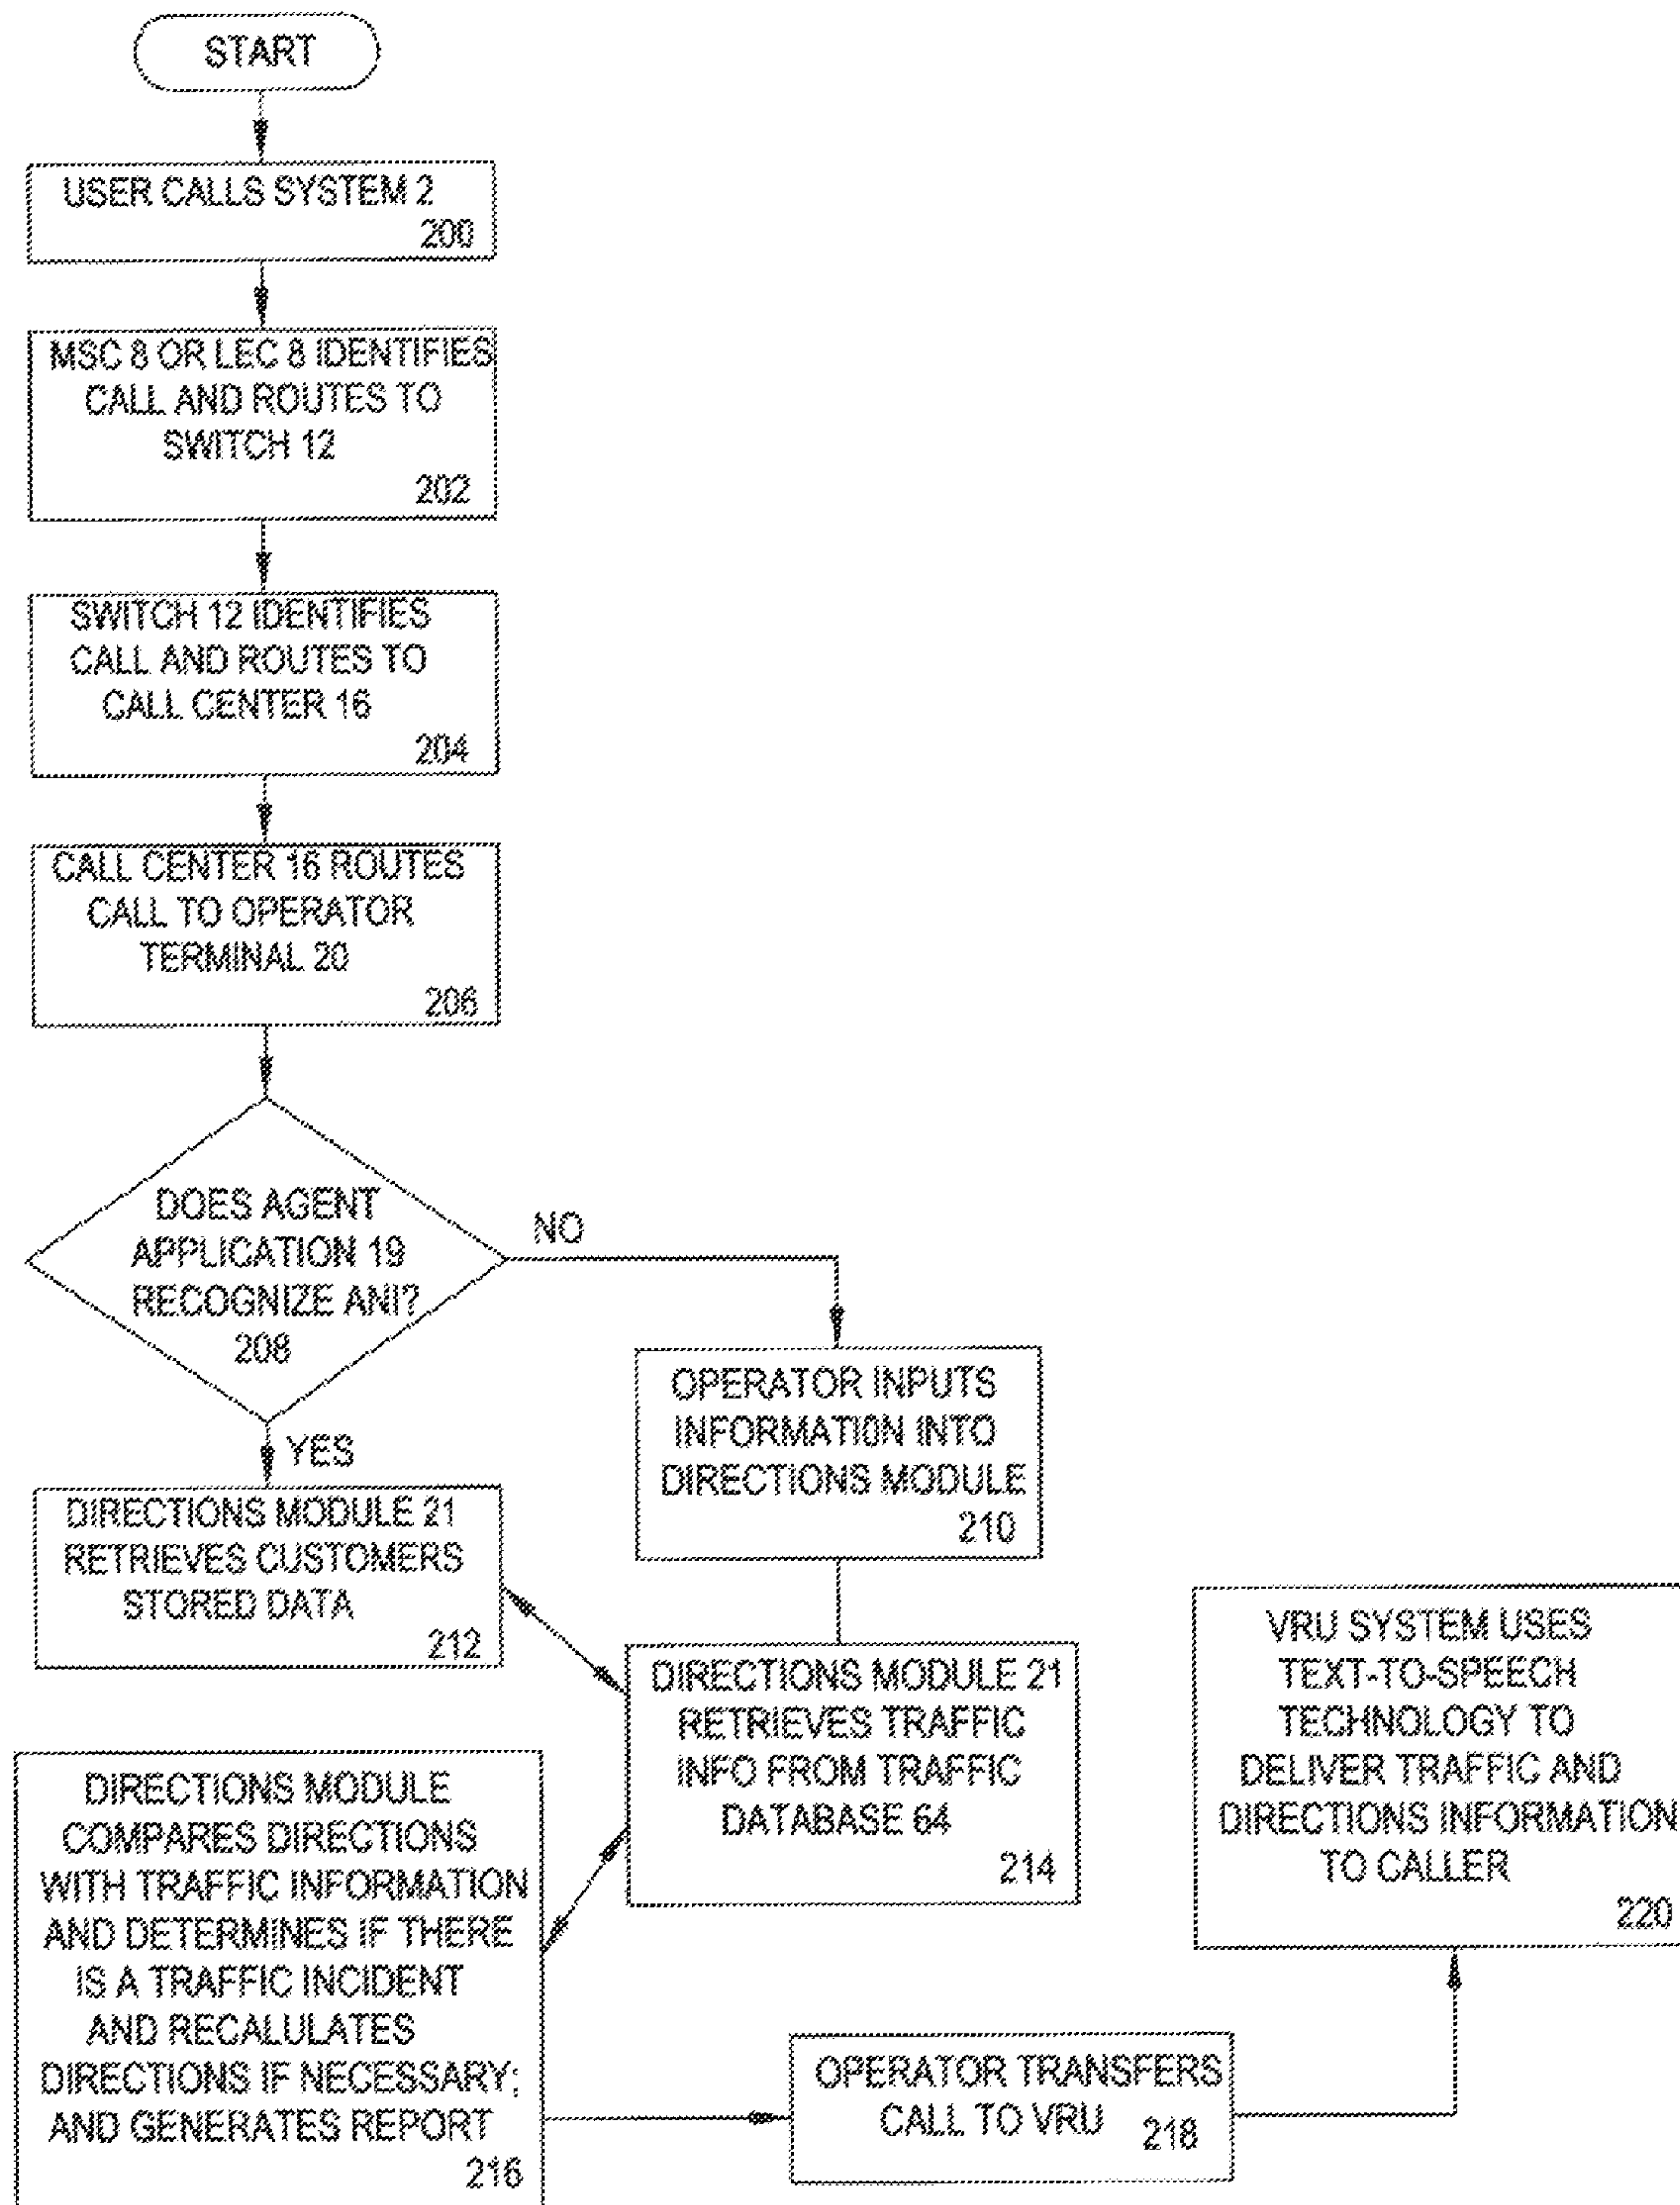 START
USER CALLS SYSTEM 2
200
MSC 8 OR LEC 8 IDENTIFIES
CALL AND ROUTES TO
SWITCH 12
202
SWITCH 12 IDENTIFIES
CALL AND ROUTES TO
CALL CENTER 16
204
CALL CENTER 16 ROUTES
CALL TO OPERATOR
TERMINAL 20
206
DOES AGENT
APPLICATION 19
RECOGNIZE ANI?
208
NO
YES
OPERATOR INPUTS
INFORMATION INTO
DIRECTIONS MODULE
210
DIRECTIONS MODULE 21
RETRIEVES CUSTOMERS
STORED DATA
212
DIRECTIONS MODULE 21
RETRIEVES TRAFFIC
INFO FROM TRAFFIC
DATABASE 64
214
DIRECTIONS MODULE
COMPARES DIRECTIONS
WITH TRAFFIC INFORMATION
AND DETERMINES IF THERE
IS A TRAFFIC INCIDENT
AND RECALULATES
DIRECTIONS IF NECESSARY;
AND GENERATES REPORT
216
OPERATOR TRANSFERS
CALL TO VRU
218
VRU SYSTEM USES
TEXT-TO-SPEECH
TECHNOLOGY TO
DELIVER TRAFFIC AND
DIRECTIONS INFORMATION
TO CALLER
220